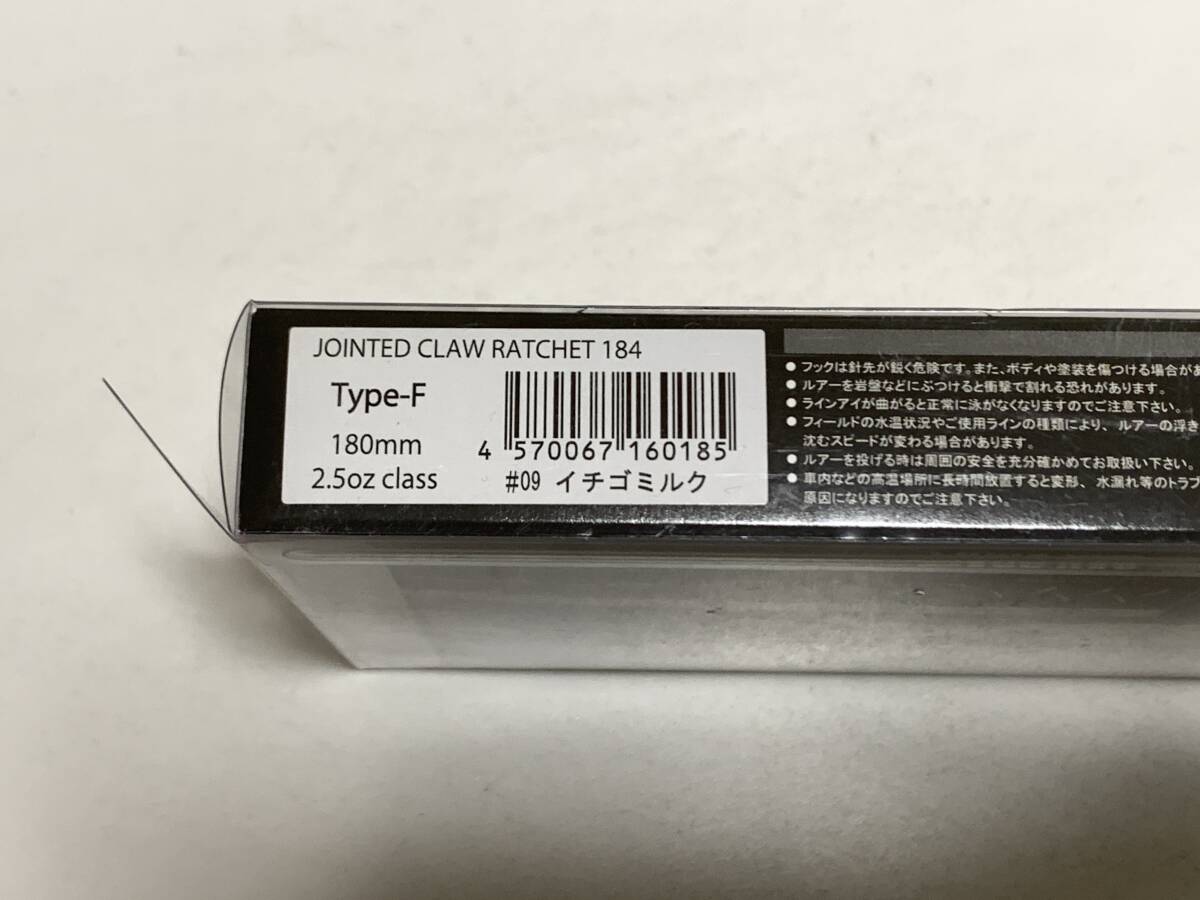 JOINTED CLAW RATCHET 184
Type-F
180mm
2.5oz class
4 570067 160185
#09 イチゴミルク
● フックは針先が鋭く危険です。また、ボディや塗装を傷つける場合があ
● ルアーを岩盤などにぶつけると衝撃で割れる恐れがあります。
● ラインアイが曲がると正常に泳がなくなりますのでご注意下さい。
● フィールドの水温状況やご使用ラインの種類により、ルアーの浮き
沈むスピードが変わる場合があります。
● ルアーを投げる時は周囲の安全を充分確かめてお取扱い下さい。
● 車内などの高温場所に長時間放置すると変形、水漏れ等のトラブ
原因になりますのでご注意下さい。